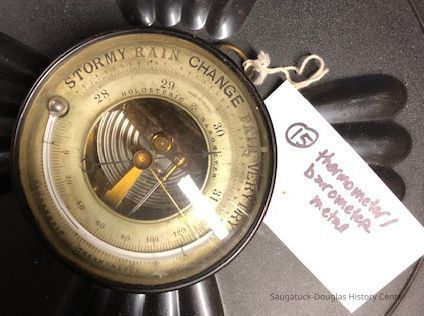 STORMY RAIN CHANGE FAIR VERY DRY
28 29 30 31
HOLOSTERIC BAROMETER
0
80 100 120
15
thermometer/
barometer
metal
Saugatuck-Douglas History Center